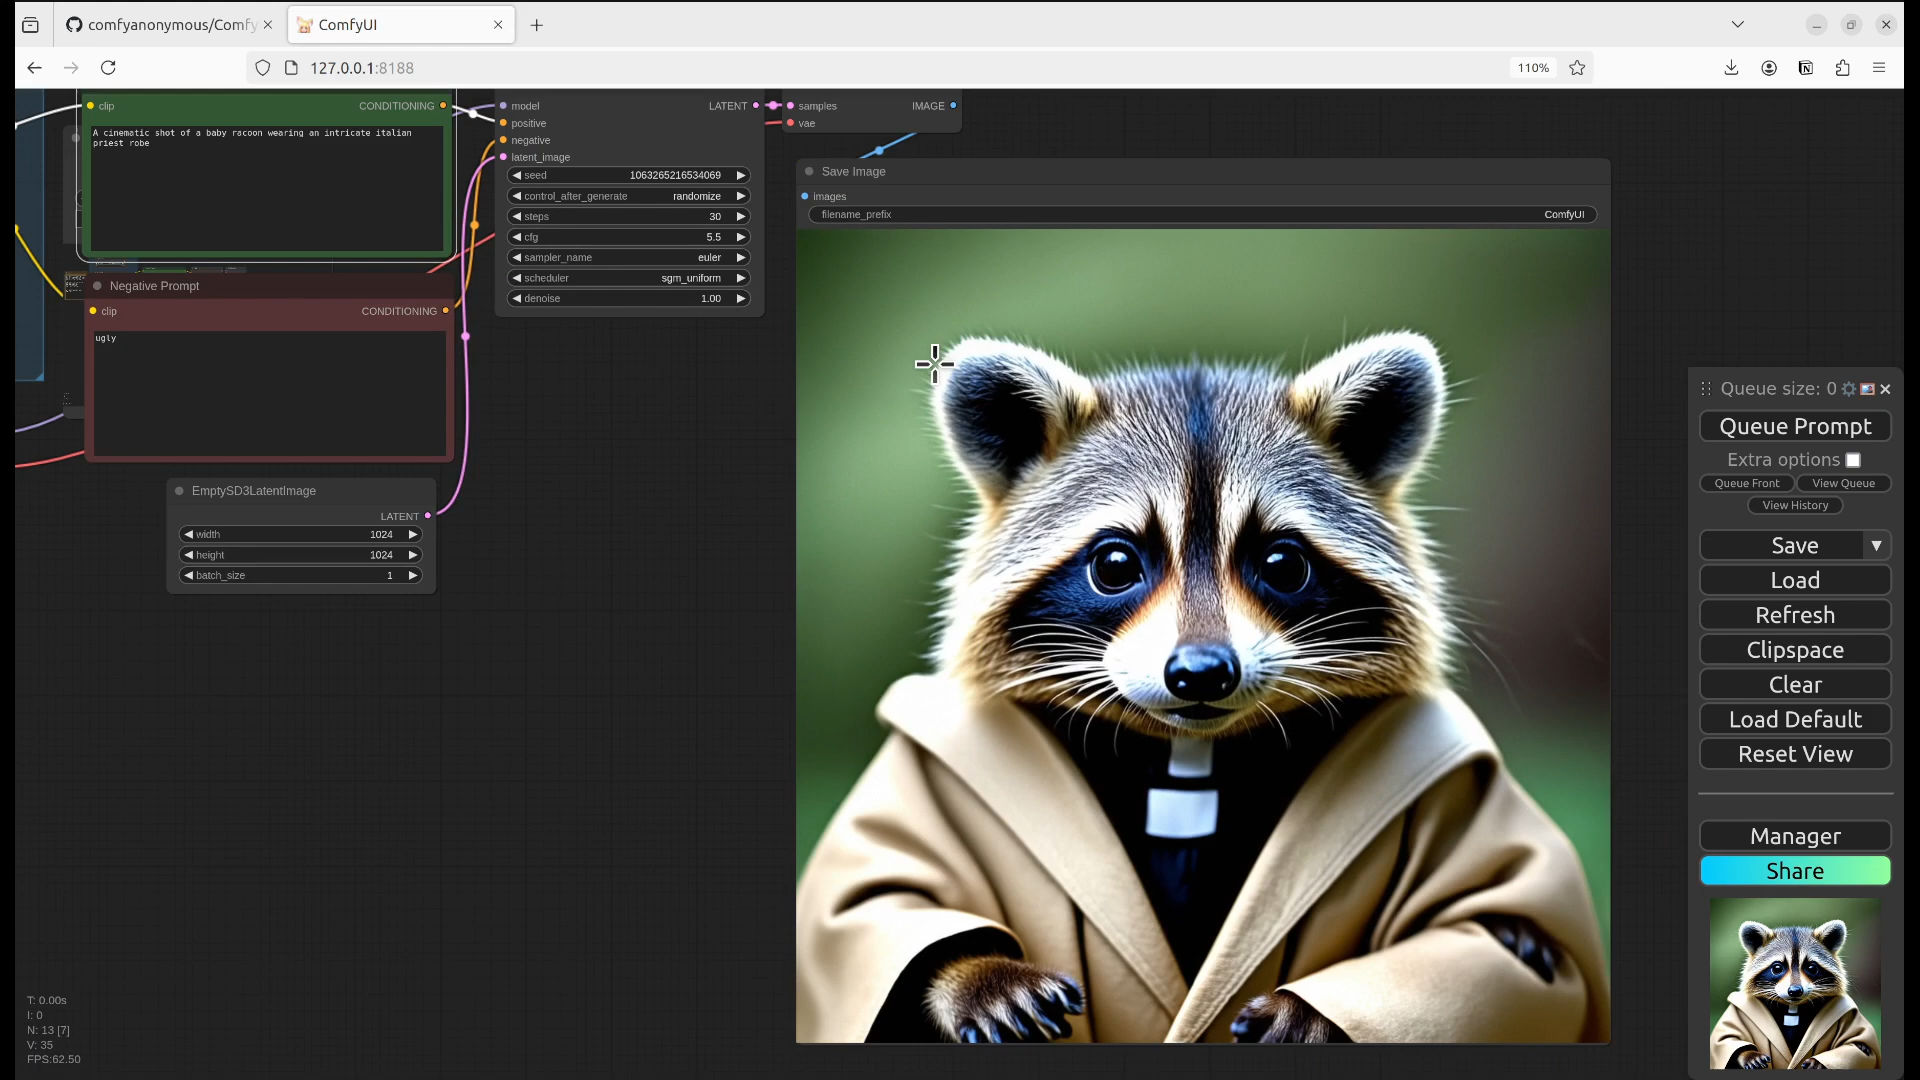 comfyanonymous/Comfy
ComfyUI
127.0.0.1:8188
110%
clip
CONDITIONING
A cinematic shot of a baby racoon wearing an intricate italian
priest robe
Negative Prompt
clip
CONDITIONING
ugly
EmptySD3LatentImage
LATENT
width
1024
height
1024
batch_size
1
model
LATENT
positive
negative
latent_image
seed
1063265216534069
control_after_generate
randomize
steps
30
cfg
5.5
sampler_name
euler
scheduler
sgm_uniform
denoise
1.00
samples
IMAGE
vae
Save Image
images
filename_prefix
ComfyUI
Queue size: 0
Queue Prompt
Extra options
Queue Front
View Queue
View History
Save
Load
Refresh
Clipspace
Clear
Load Default
Reset View
Manager
Share
T: 0.00s
I: 0
N: 13 [7]
V: 35
FPS:62.50